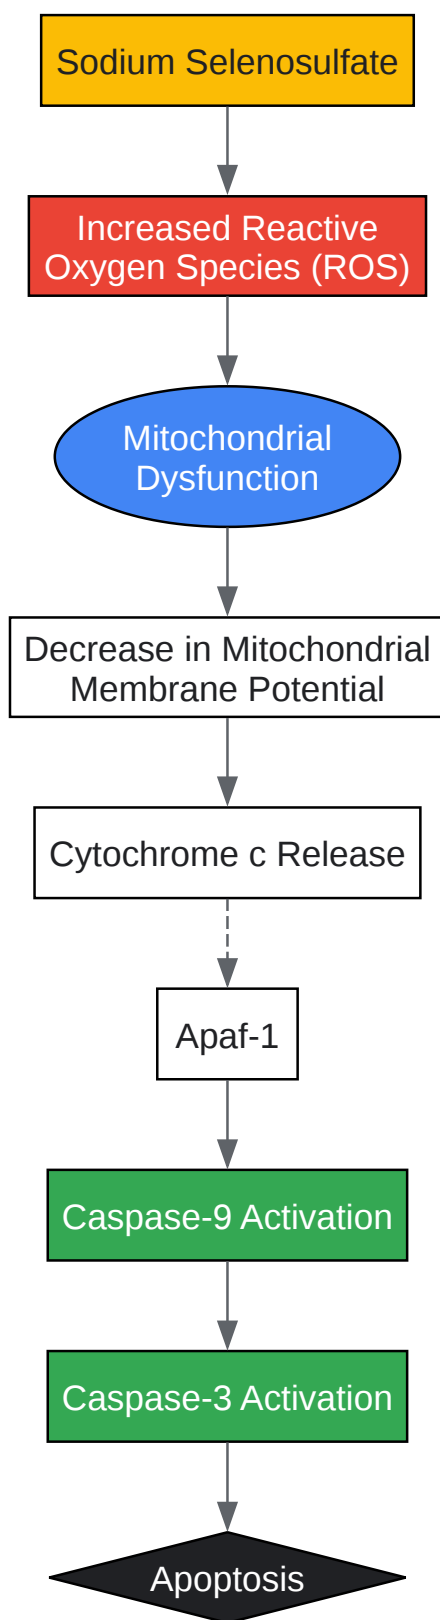 Sodium Selenosulfate
Increased Reactive
Oxygen Species (ROS)
Mitochondrial
Dysfunction
Decrease in Mitochondrial
Membrane Potential
Cytochrome c Release
Apaf-1
Caspase-9 Activation
Caspase-3 Activation
Apoptosis